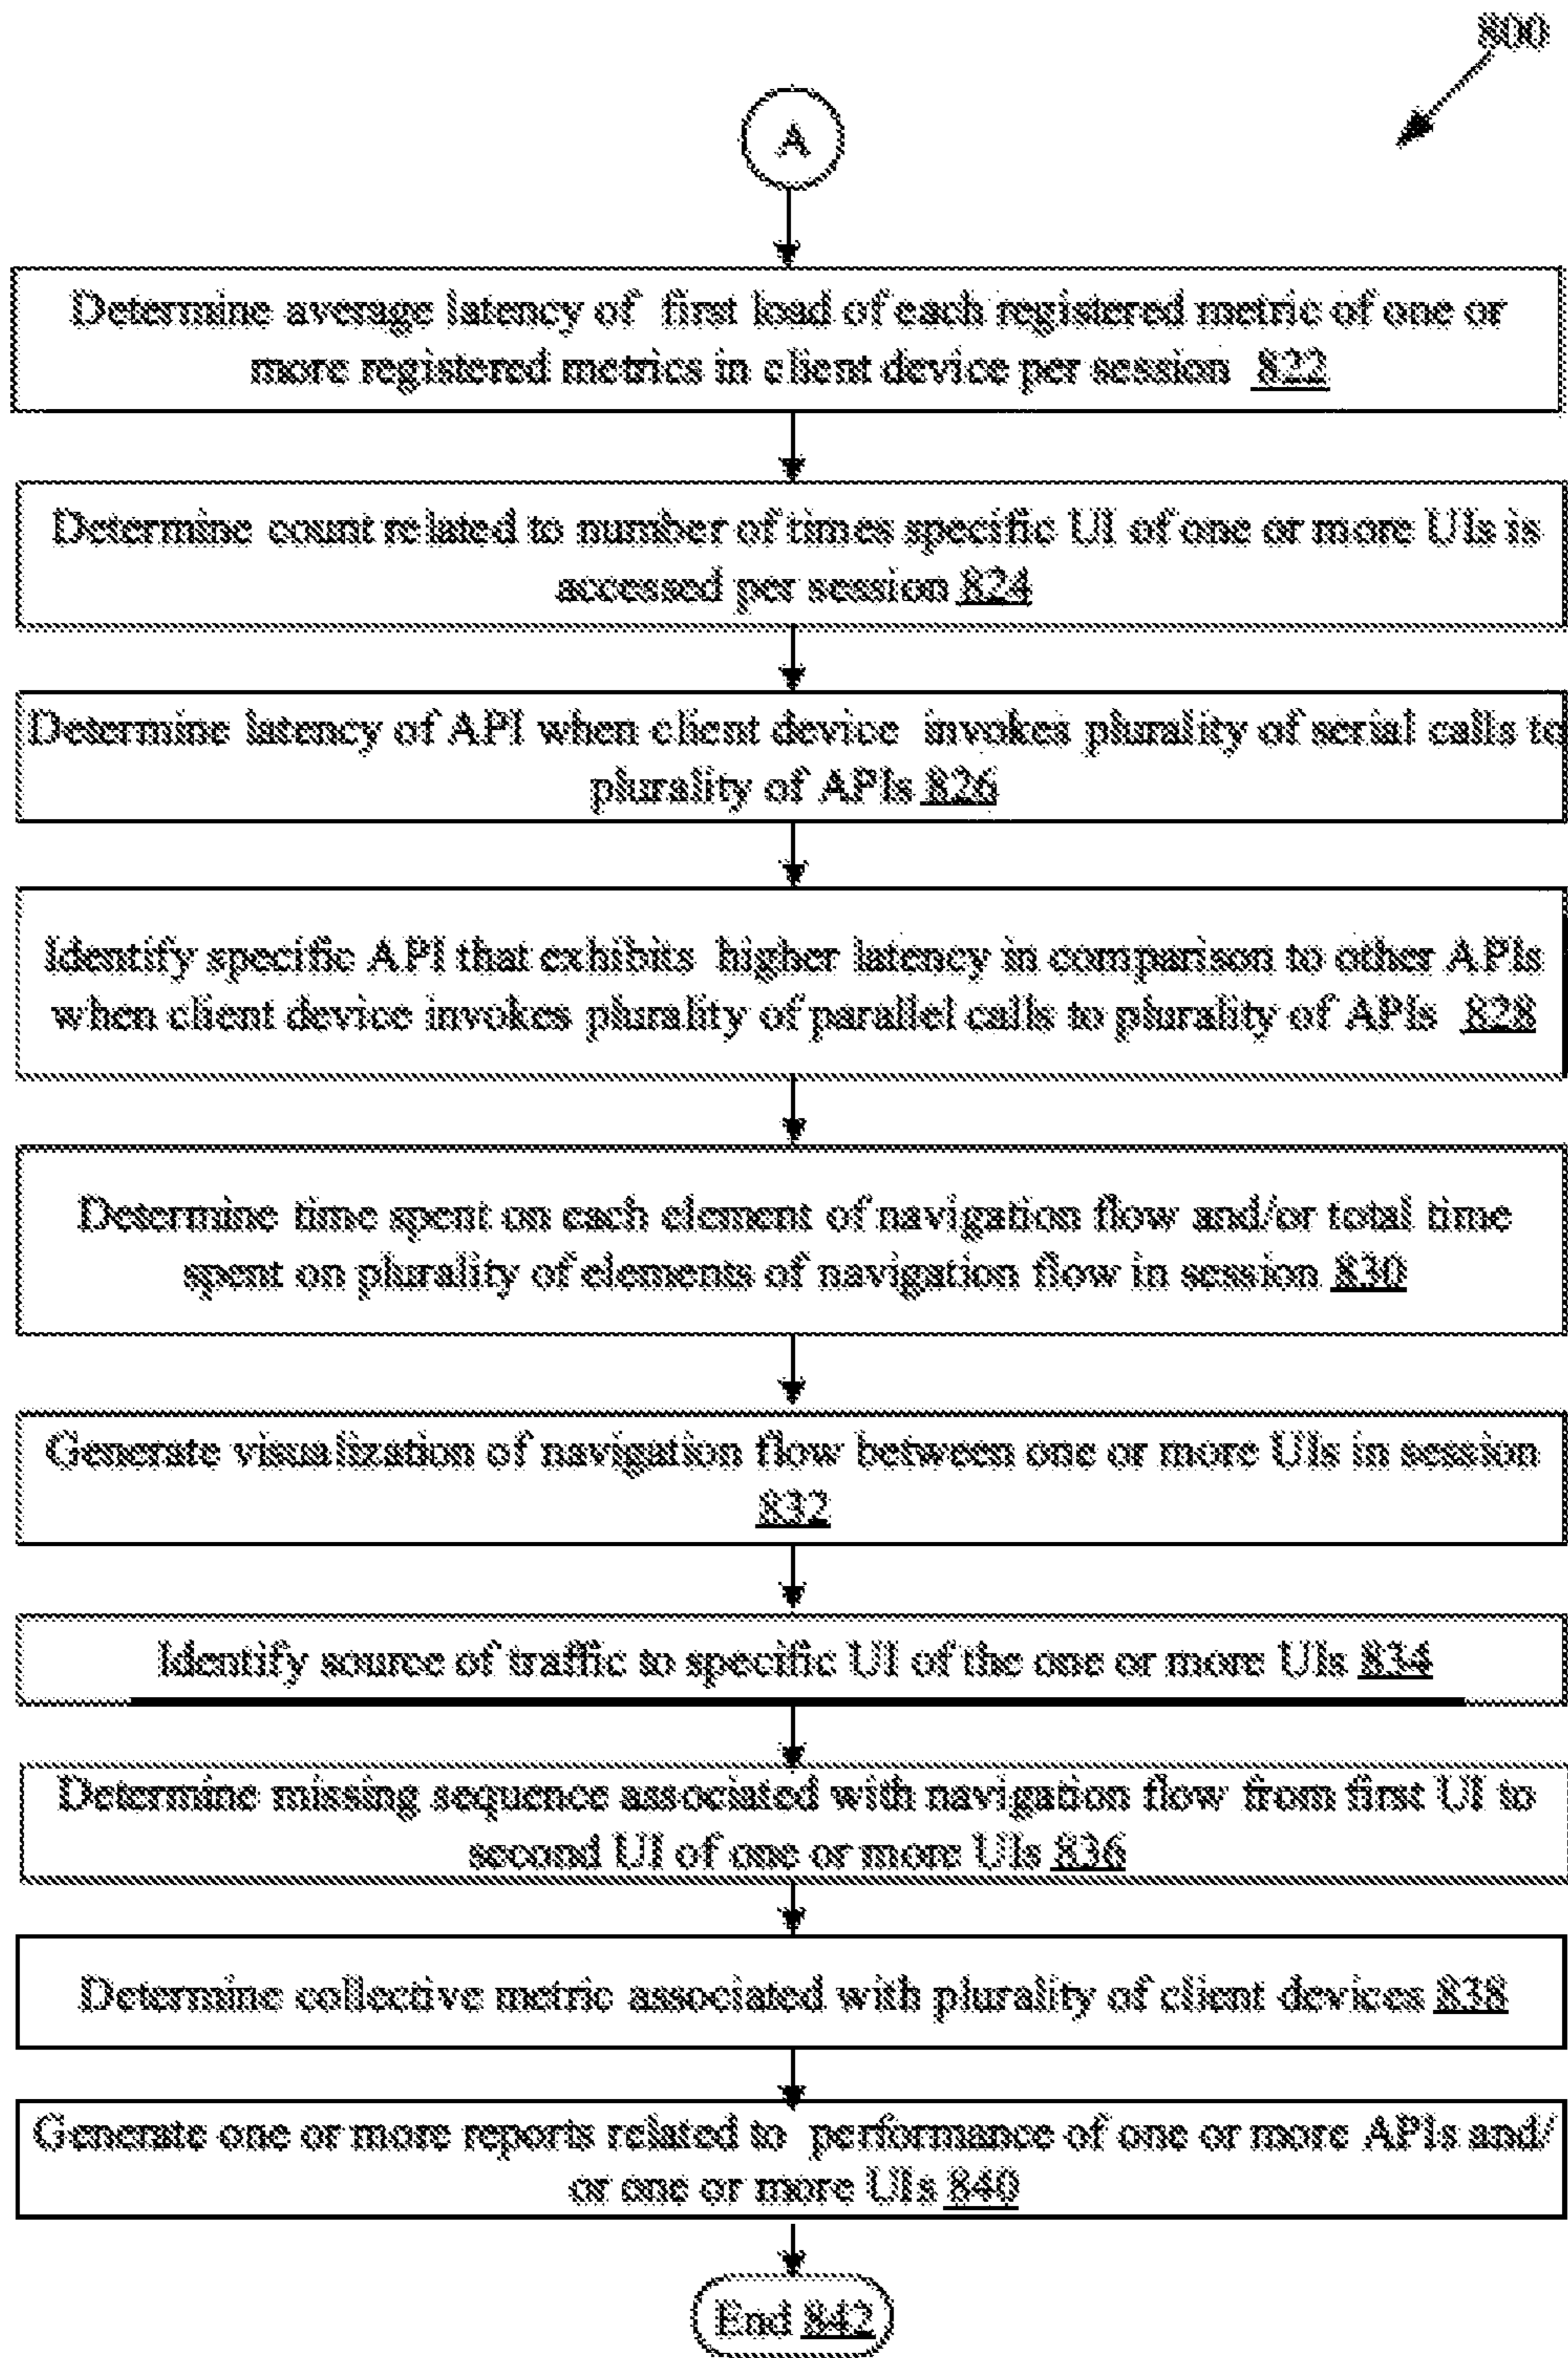 800
A
Determine average latency of first load of each registered metric of one or
more registered metrics in client device per session 822
Determine count related to number of times specific UI of one or more UIs is
accessed per session 824
Determine latency of API when client device invokes plurality of serial calls to
plurality of APIs 826
Identify specific API that exhibits higher latency in comparison to other APIs
when client device invokes plurality of parallel calls to plurality of APIs 828
Determine time spent on each element of navigation flow and/or total time
spent on plurality of elements of navigation flow in session 830
Generate visualization of navigation flow between one or more UIs in session
832
Identify source of traffic to specific UI of the one or more UIs 834
Determine missing sequence associated with navigation flow from first UI to
second UI of one or more UIs 836
Determine collective metric associated with plurality of client devices 838
Generate one or more reports related to performance of one or more APIs and/
or one or more UIs 840
End 842